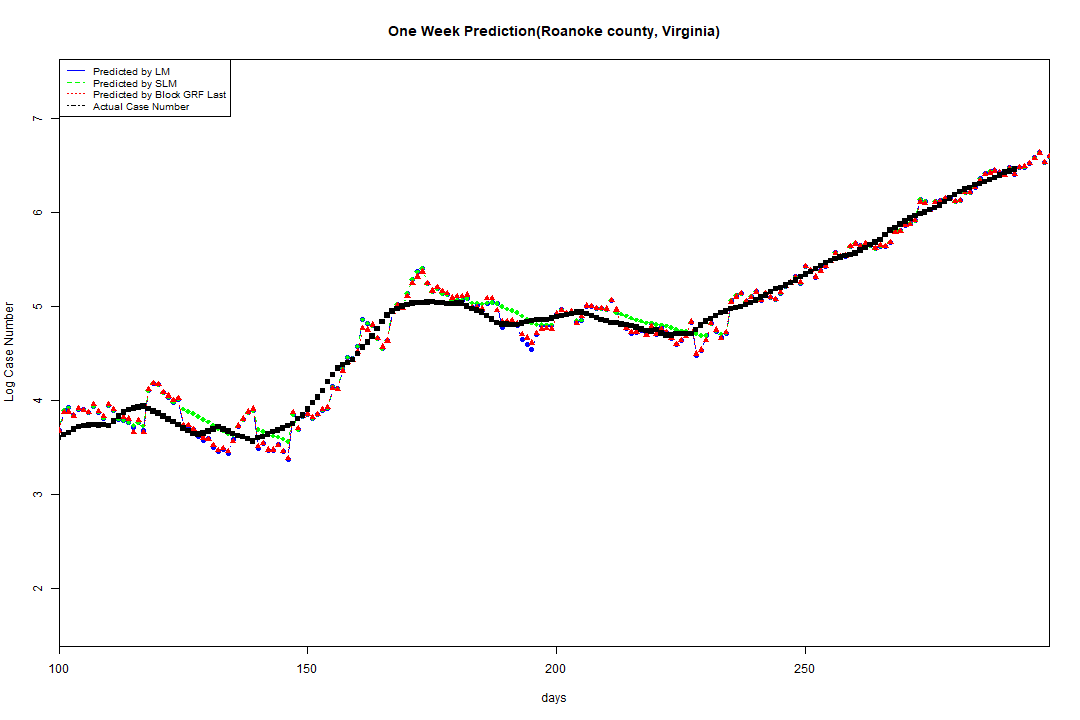 One Week Prediction(Roanoke county, Virginia)
Predicted by LM
Predicted by SLM
Predicted by Block GRF Last
Actual Case Number
7
6
5
4
3
2
Log Case Number
100 150 200 250
days